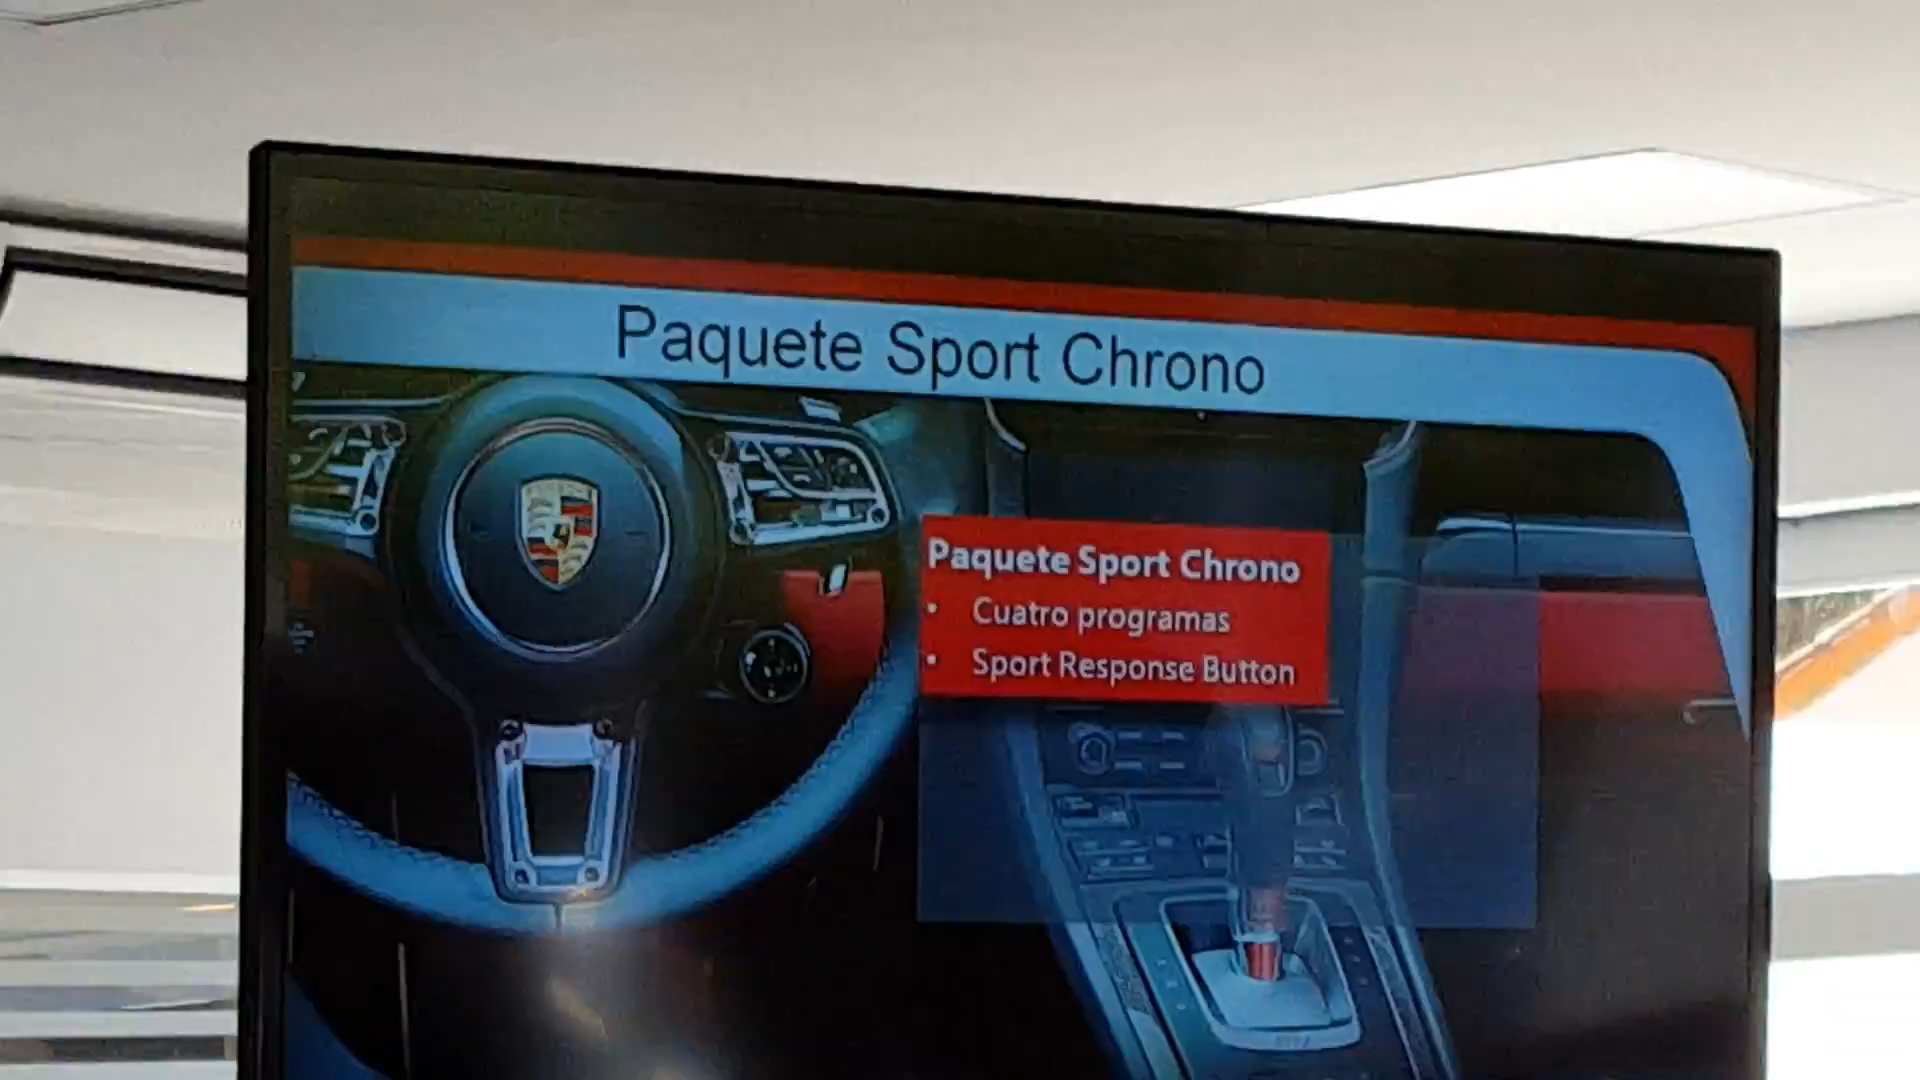 Paquete Sport Chrono
Paquete Sport Chrono
• Cuatro programas
• Sport Response Button